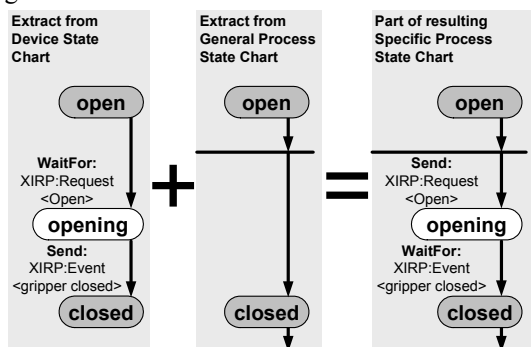 Extract from
Device State
Chart
open
WaitFor:
XIRP:Request
<Open>
opening
Send:
XIRP:Event
<gripper closed>
closed
+
Extract from
General Process
State Chart
open
closed
=
Part of resulting
Specific Process
State Chart
open
Send:
XIRP:Request
<Open>
opening
WaitFor:
XIRP:Event
<gripper closed>
closed